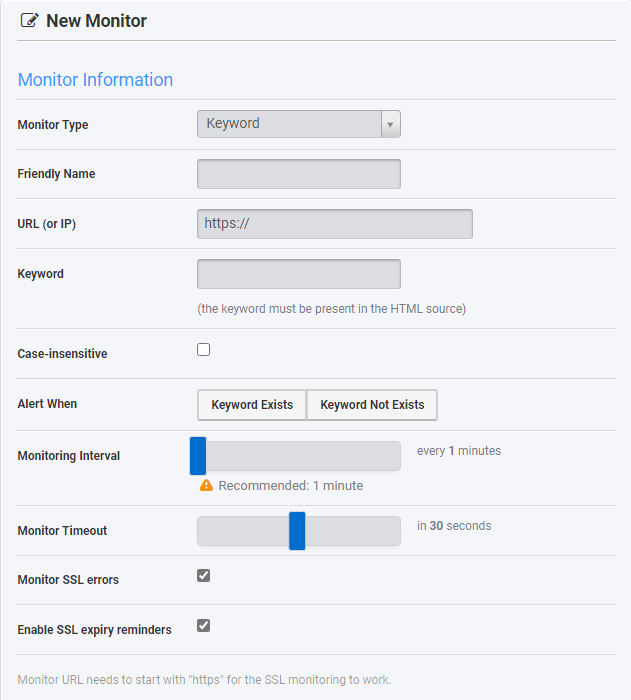 New Monitor
Monitor Information
Monitor Type Keyword
Friendly Name
URL (or IP) https://
Keyword
(the keyword must be present in the HTML source)
Case-insensitive
Alert When Keyword Exists Keyword Not Exists
Monitoring Interval every 1 minutes
Recommended: 1 minute
Monitor Timeout in 30 seconds
Monitor SSL errors
Enable SSL expiry reminders
Monitor URL needs to start with "https" for the SSL monitoring to work.